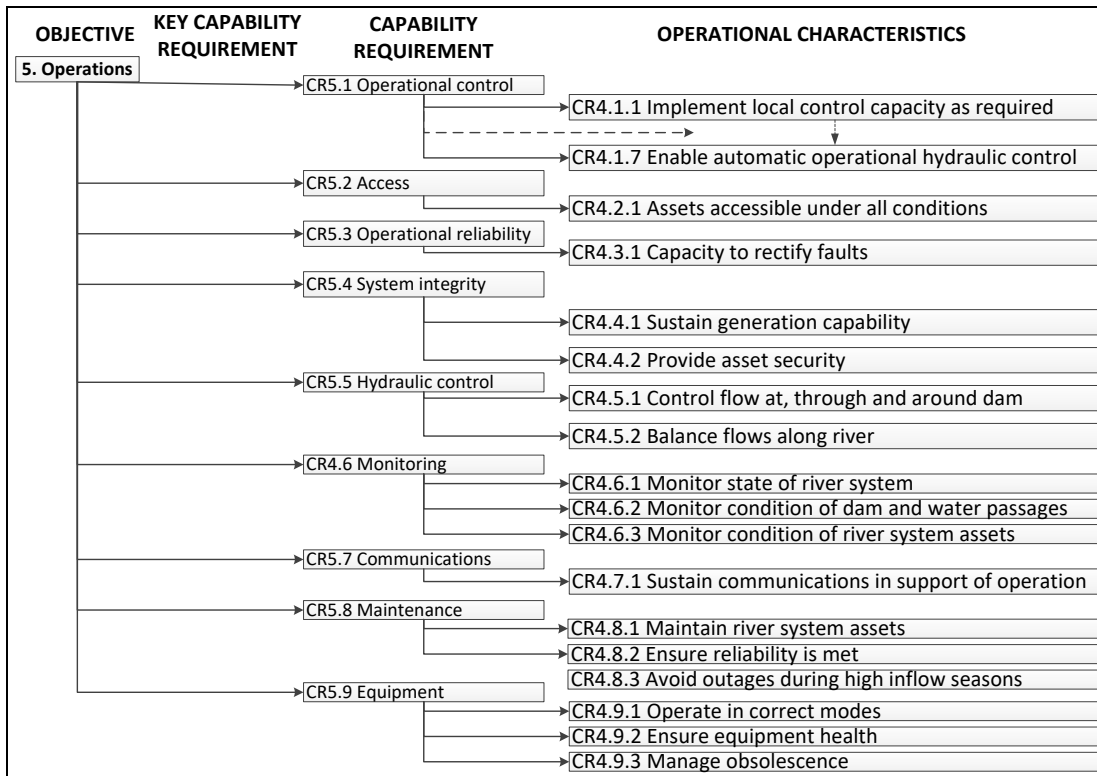 OBJECTIVE
KEY CAPABILITY
REQUIREMENT
CAPABILITY
REQUIREMENT
OPERATIONAL CHARACTERISTICS
5. Operations
CR5.1 Operational control
CR4.1.1 Implement local control capacity as required
CR4.1.7 Enable automatic operational hydraulic control
CR5.2 Access
CR4.2.1 Assets accessible under all conditions
CR5.3 Operational reliability
CR4.3.1 Capacity to rectify faults
CR5.4 System integrity
CR4.4.1 Sustain generation capability
CR4.4.2 Provide asset security
CR5.5 Hydraulic control
CR4.5.1 Control flow at, through and around dam
CR4.5.2 Balance flows along river
CR4.6 Monitoring
CR4.6.1 Monitor state of river system
CR4.6.2 Monitor condition of dam and water passages
CR4.6.3 Monitor condition of river system assets
CR5.7 Communications
CR4.7.1 Sustain communications in support of operation
CR5.8 Maintenance
CR4.8.1 Maintain river system assets
CR4.8.2 Ensure reliability is met
CR4.8.3 Avoid outages during high inflow seasons
CR5.9 Equipment
CR4.9.1 Operate in correct modes
CR4.9.2 Ensure equipment health
CR4.9.3 Manage obsolescence